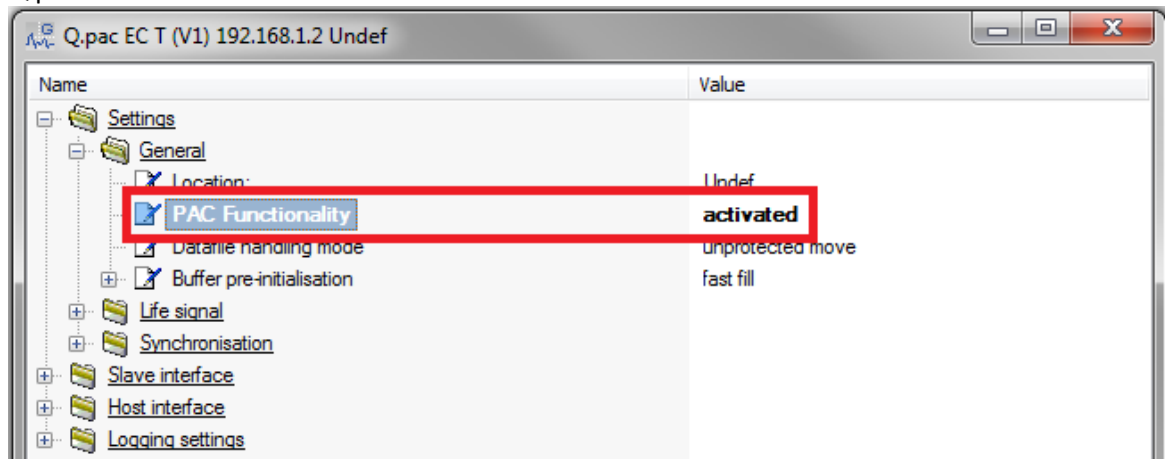 Q.pac EC T (V1) 192.168.1.2 Undef
Name Value
Settings
General
Location: Undef
PAC Functionality activated
Datafile handling mode unprotected move
Buffer pre-initialisation fast fill
Life signal
Synchronisation
Slave interface
Host interface
Logging settings